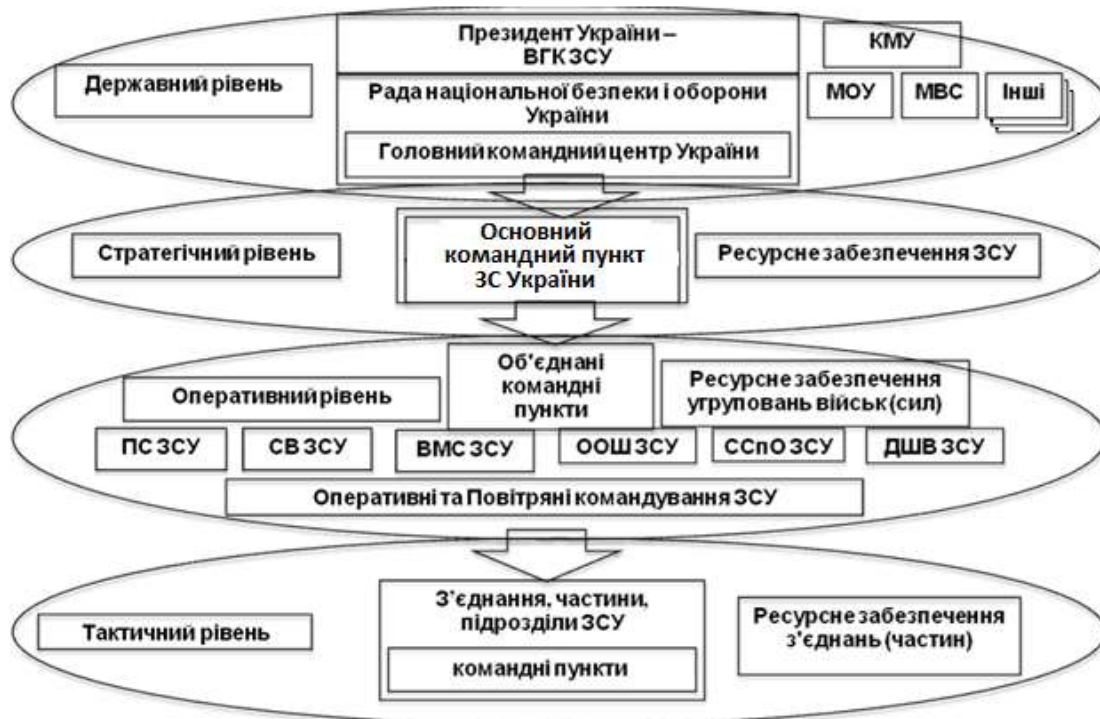 Президент України –
ВГК ЗСУ
КМУ
Державний рівень
Рада національної безпеки і оборони
України
МОУ
МВС
Інші
Головний командний центр України
Стратегічний рівень
Основний
командний пункт
ЗС України
Ресурсне забезпечення ЗСУ
Оперативний рівень
Об'єднані
командні
пункти
Ресурсне забезпечення
угруповань військ (сил)
ПС ЗСУ
СВ ЗСУ
ВМС ЗСУ
ООШ ЗСУ
ССпО ЗСУ
ДШВ ЗСУ
Оперативні та Повітряні командування ЗСУ
Тактичний рівень
З'єднання, частини,
підрозділи ЗСУ
командні пункти
Ресурсне забезпечення
з'єднань (частин)